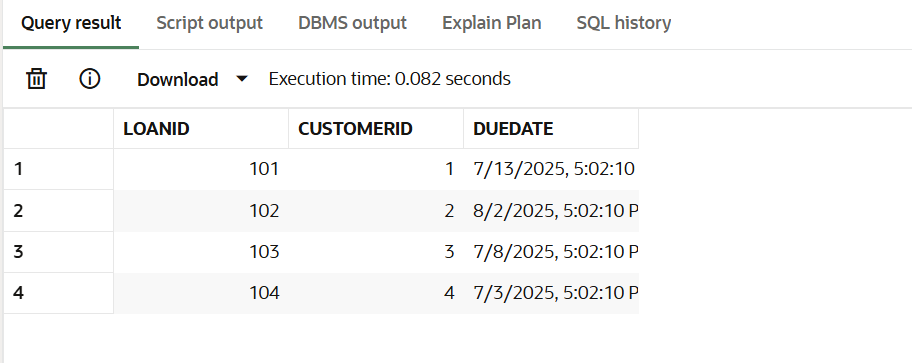 Query result Script output DBMS output Explain Plan SQL history
Download Execution time: 0.082 seconds
LOANID CUSTOMERID DUEDATE
1 101 1 7/13/2025, 5:02:10
2 102 2 8/2/2025, 5:02:10 P
3 103 3 7/8/2025, 5:02:10 P
4 104 4 7/3/2025, 5:02:10 P